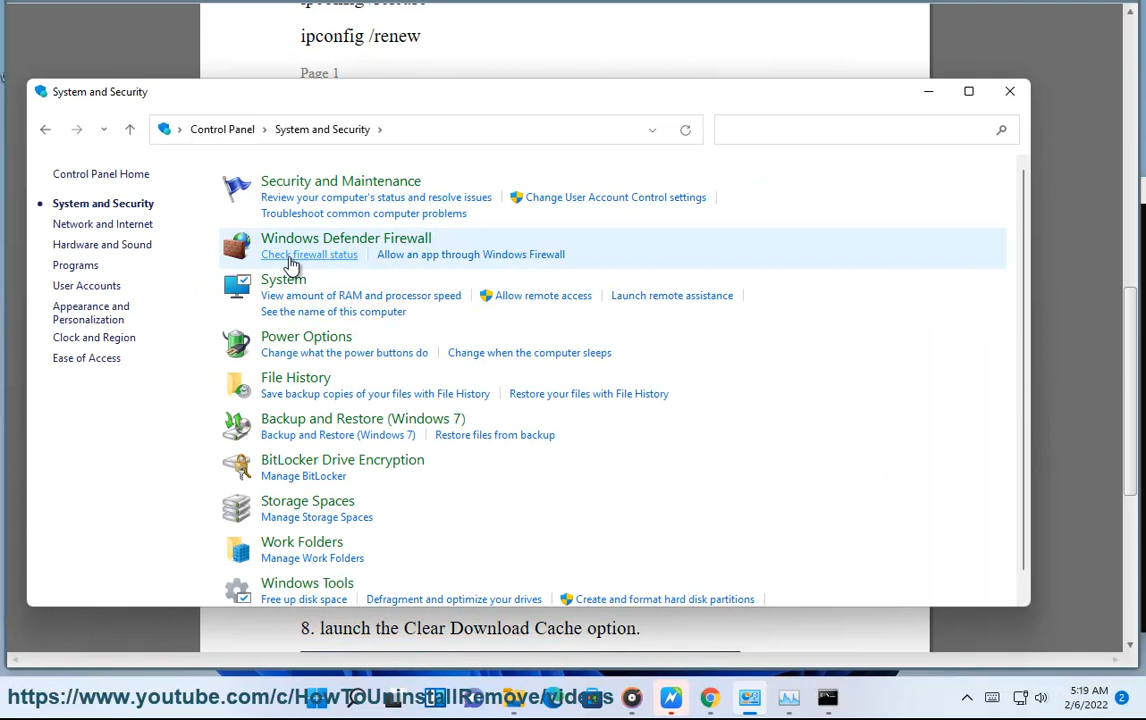 ipconfig /renew
Page 1
System and Security
Control Panel > System and Security >
Control Panel Home
System and Security
Network and Internet
Hardware and Sound
Programs
User Accounts
Appearance and
Personalization
Clock and Region
Ease of Access
Security and Maintenance
Review your computer's status and resolve issues
Change User Account Control settings
Troubleshoot common computer problems
Windows Defender Firewall
Check firewall status
Allow an app through Windows Firewall
System
View amount of RAM and processor speed
Allow remote access
Launch remote assistance
See the name of this computer
Power Options
Change what the power buttons do
Change when the computer sleeps
File History
Save backup copies of your files with File History
Restore your files with File History
Backup and Restore (Windows 7)
Backup and Restore (Windows 7)
Restore files from backup
BitLocker Drive Encryption
Manage BitLocker
Storage Spaces
Manage Storage Spaces
Work Folders
Manage Work Folders
Windows Tools
Free up disk space
Defragment and optimize your drives
Create and format hard disk partitions
8. launch the Clear Download Cache option.
https://www.youtube.com/c/HowTOUninstallRemove/videos
5:19 AM
2/6/2022
2